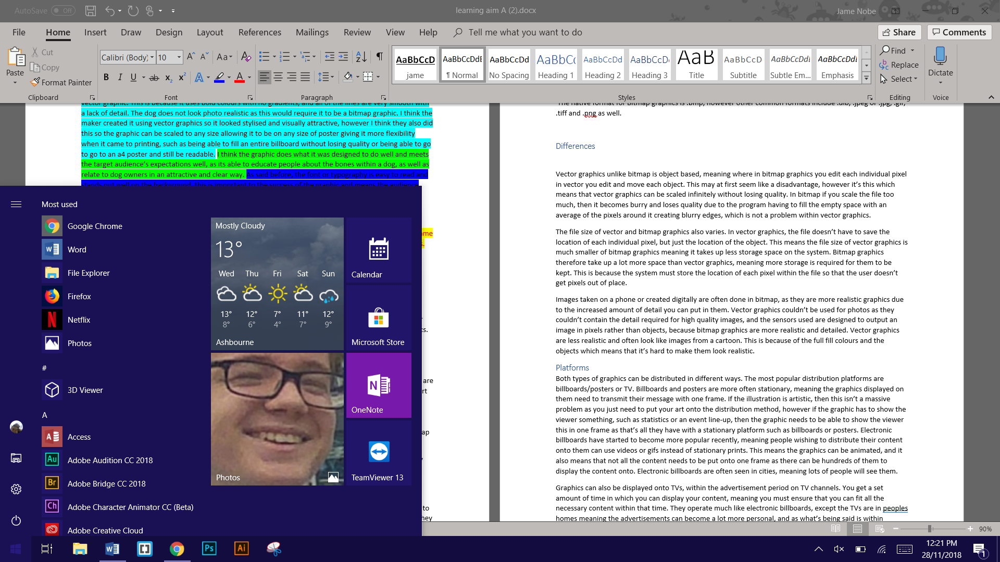 AutoSave Off
learning aim A (2).docx
Jame Nobe
File Home Insert Draw Design Layout References Mailings Review View Help Tell me what you want to do
Share Comments
Paste
Cut
Copy
Format Painter
Clipboard
Calibri (Body) 10
Font
Paragraph
AaBbCcD AaBbCcDdE AaBbCcDd AaBbCc AaBbCcDd AaBbCcD AaB AaBbCcD AaBbCcDdE AaBbCcDdE
jame ¶ Normal No Spacing Heading 1 Heading 2 Heading 3 Title Subtitle Subtle Em... Emphasis
Styles
Find
Replace
Select
Editing
Dictate
Voice
vector graphic. This is because it uses bold colours with no gradients, and all of the lines are very smooth with
a lack of detail. The dog does not look photo realistic as this would require it to be a bitmap graphic. I think the
maker created it using vector graphics so it looked stylised and visually attractive, however I think they also did
this so the graphic can be scaled to any size allowing it to be on any size of poster giving it more flexibility
when it came to printing, such as being able to fill an entire billboard without losing quality or being able to go
to go to an a4 poster and still be readable. I think the graphic does what it was designed to do well and meets
the target audience's expectations well, as its able to educate people about the bones within a dog, as well as
relate to dog owners in an attractive and clear way. As said before, the font or typography is easy to read and
stands out well on the background, this is important to the success of the graphic and means the audience
are
to
The native format for Bitmap graphics is .bmp, however other common formats include .dib, .jpeg or .jpg, .gif,
.tiff and .png as well.
Differences
Vector graphics unlike bitmap is object based, meaning where in bitmap graphics you edit each individual pixel
in vector you edit and move each object. This may at first seem like a disadvantage, however it's this which
means that vector graphics can be scaled infinitely without losing quality. In bitmap if you scale the file too
much, then it becomes burry and loses quality due to the program having to fill the empty space with an
average of the pixels around it creating blurry edges, which is not a problem within vector graphics.
The file size of vector and bitmap graphics also varies. In vector graphics, the file doesn't have to save the
location of each individual pixel, but just the location of the object. This means the file size of vector graphics is
much smaller of bitmap graphics meaning it takes up less storage space on the system. Bitmap graphics
therefore take up a lot more space than vector graphics, meaning more storage is required for them to be
kept. This is because the system must store the location of each pixel within the file so that the user doesn't
get pixels out of place.
Images taken on a phone or created digitally are often done in bitmap, as they are more realistic graphics due
to the increased amount of detail you can put in them. Vector graphics couldn't be used for photos as they
couldn't contain the detail required for high quality images, and the sensors used are designed to output an
image in pixels rather than objects, because bitmap graphics are more realistic and detailed. Vector graphics
are less realistic and often look like images from a cartoon. This is because of the full fill colours and the
objects which means that it's hard to make them look realistic.
Platforms
Both types of graphics can be distributed in different ways. The most popular distribution platforms are
billboards/posters or TV. Billboards and posters are more often stationary, meaning the graphics displayed on
them need to transmit their message with one frame. If the illustration is artistic, then this isn't a massive
problem as you just need to put your art onto the distribution method, however if the graphic has to show the
viewer something, such as statistics or an event line-up, then the graphic needs to be able to show the viewer
this in one frame as that's all they have with a stationary platform such as billboards or posters. Electronic
billboards have started to become more popular recently, meaning people wishing to distribute their content
onto them can use videos or gifs instead of stationary prints. This means the graphics can be animated, and it
also means that not all the content needs to be put onto one frame as there can be hundreds of them to
display the content onto. Electronic billboards are often seen in cities, meaning lots of people will see them.
Graphics can also be displayed onto TVs, within the advertisement period on TV channels. You get a set
amount of time in which you can display your content, meaning you must ensure that you can fit all the
necessary content within that time. They operate much like electronic billboards, except the TVs are in peoples
homes meaning the advertisements can become a lot more personal, and as what's being said is within
Most used
Google Chrome
Word
File Explorer
Firefox
Netflix
Photos
#
3D Viewer
A
Access
Adobe Audition CC 2018
Adobe Bridge CC 2018
Adobe Character Animator CC (Beta)
Adobe Creative Cloud
Mostly Cloudy
13°
Wed Thu Fri Sat Sun
13° 12° 7° 11° 12°
8° 6° 4° 7° 9°
Ashbourne
Calendar
Microsoft Store
Photos
OneNote
TeamViewer 13
90%
12:21 PM
28/11/2018
1